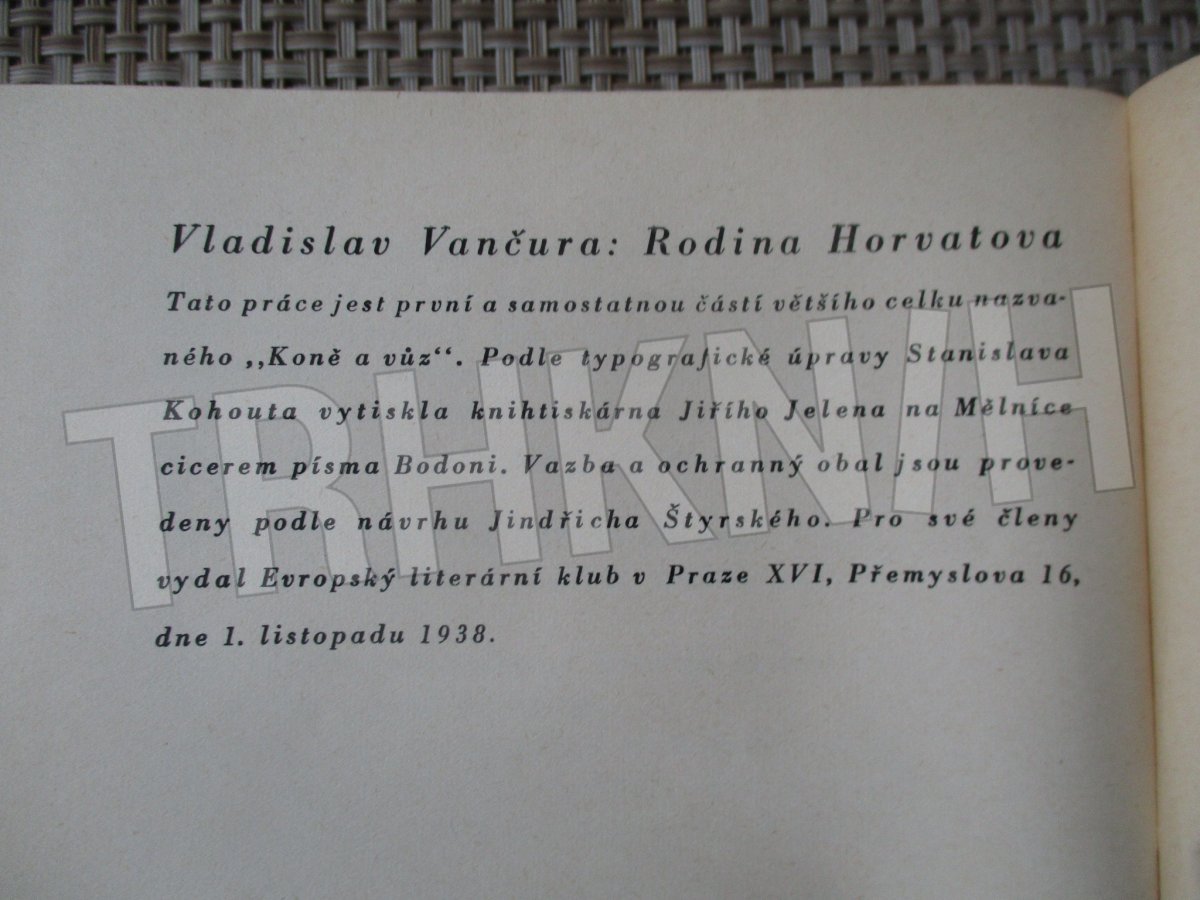 Vladislav Vančura: Rodina Horvatova
Tato práce jest první a samostatnou částí většího celku nazva-
ného ,,Koně a vůz“. Podle typografické úpravy Stanislava
Kohouta vytiskla knihtiskárna Jiřího Jelena na Mělníce
cicerem písma Bodoni. Vazba a ochranný obal jsou prove-
deny podle návrhu Jindřicha Štyrského. Pro své členy
vydal Evropský literární klub v Praze XVI, Přemyslova 16,
dne 1. listopadu 1938.
TRHKNIH